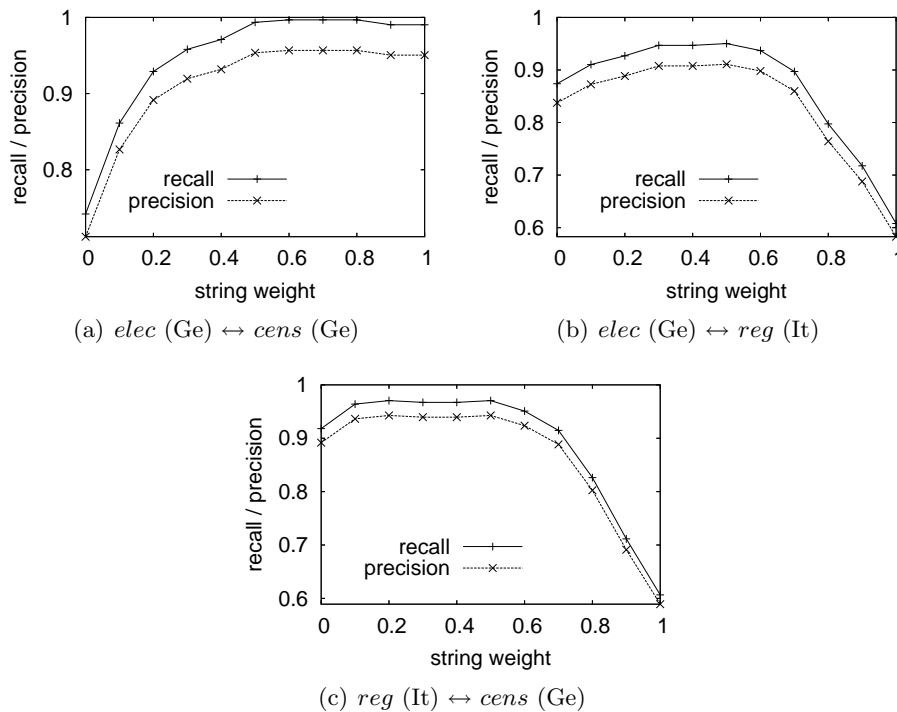 1
0.9
0.8
recall / precision
recall
precision
0 0.2 0.4 0.6 0.8 1
string weight
(a) elec (Ge) ↔ cens (Ge)
1
0.9
0.8
0.7
0.6
recall / precision
recall
precision
0 0.2 0.4 0.6 0.8 1
string weight
(b) elec (Ge) ↔ reg (It)
1
0.9
0.8
0.7
0.6
recall / precision
recall
precision
0 0.2 0.4 0.6 0.8 1
string weight
(c) reg (It) ↔ cens (Ge)